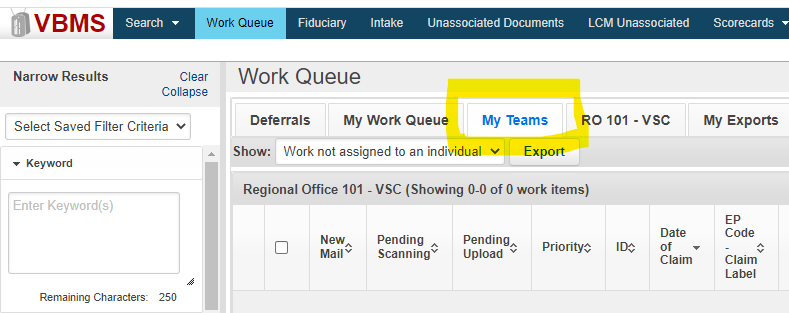 VBMS Search Work Queue Fiduciary Intake Unassociated Documents LCM Unassociated Scorecards
Narrow Results
Clear
Collapse
Select Saved Filter Criteria
Keyword
Enter Keyword(s)
Remaining Characters: 250
Work Queue
Deferrals My Work Queue My Teams RO 101 - VSC My Exports
Show: Work not assigned to an individual Export
Regional Office 101 - VSC (Showing 0-0 of 0 work items)
New
Mail
Pending
Scanning
Pending
Upload
Priority
ID
Date
of
Claim
EP
Code
-
Claim
Label